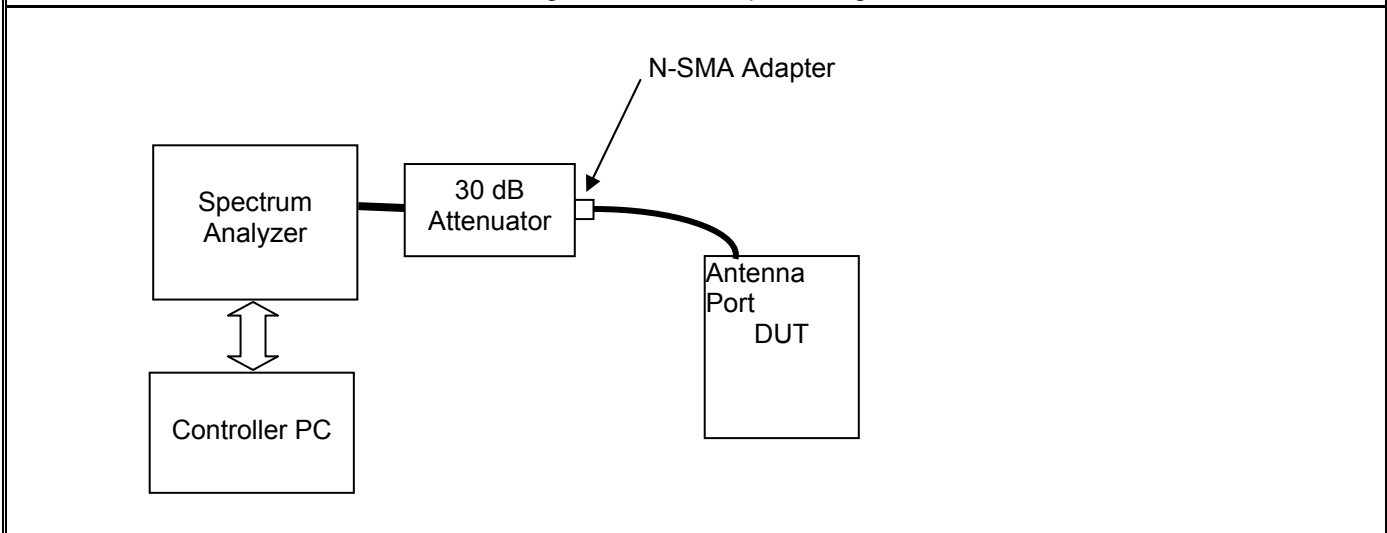 N-SMA Adapter
Spectrum
Analyzer
30 dB
Attenuator
Antenna
Port
DUT
Controller PC